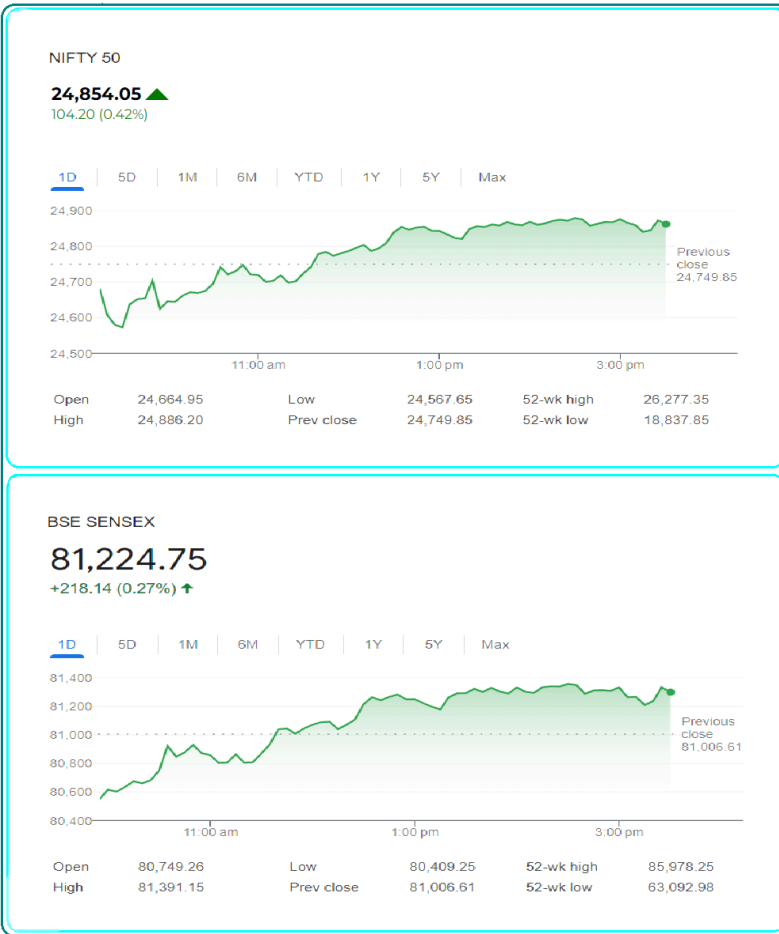 NIFTY 50
24,854.05
104.20 (0.42%)
1D 5D 1M 6M YTD 1Y 5Y Max
24,900
24,800
24,700
24,600
24,500
Previous
close
24,749.85
11:00 am 1:00 pm 3:00 pm
Open 24,664.95 Low 24,567.65 52-wk high 26,277.35
High 24,886.20 Prev close 24,749.85 52-wk low 18,837.85
BSE SENSEX
81,224.75
+218.14 (0.27%)
1D 5D 1M 6M YTD 1Y 5Y Max
81,400
81,200
81,000
80,800
80,600
80,400
Previous
close
81,006.61
11:00 am 1:00 pm 3:00 pm
Open 80,749.26 Low 80,409.25 52-wk high 85,978.25
High 81,391.15 Prev close 81,006.61 52-wk low 63,092.98